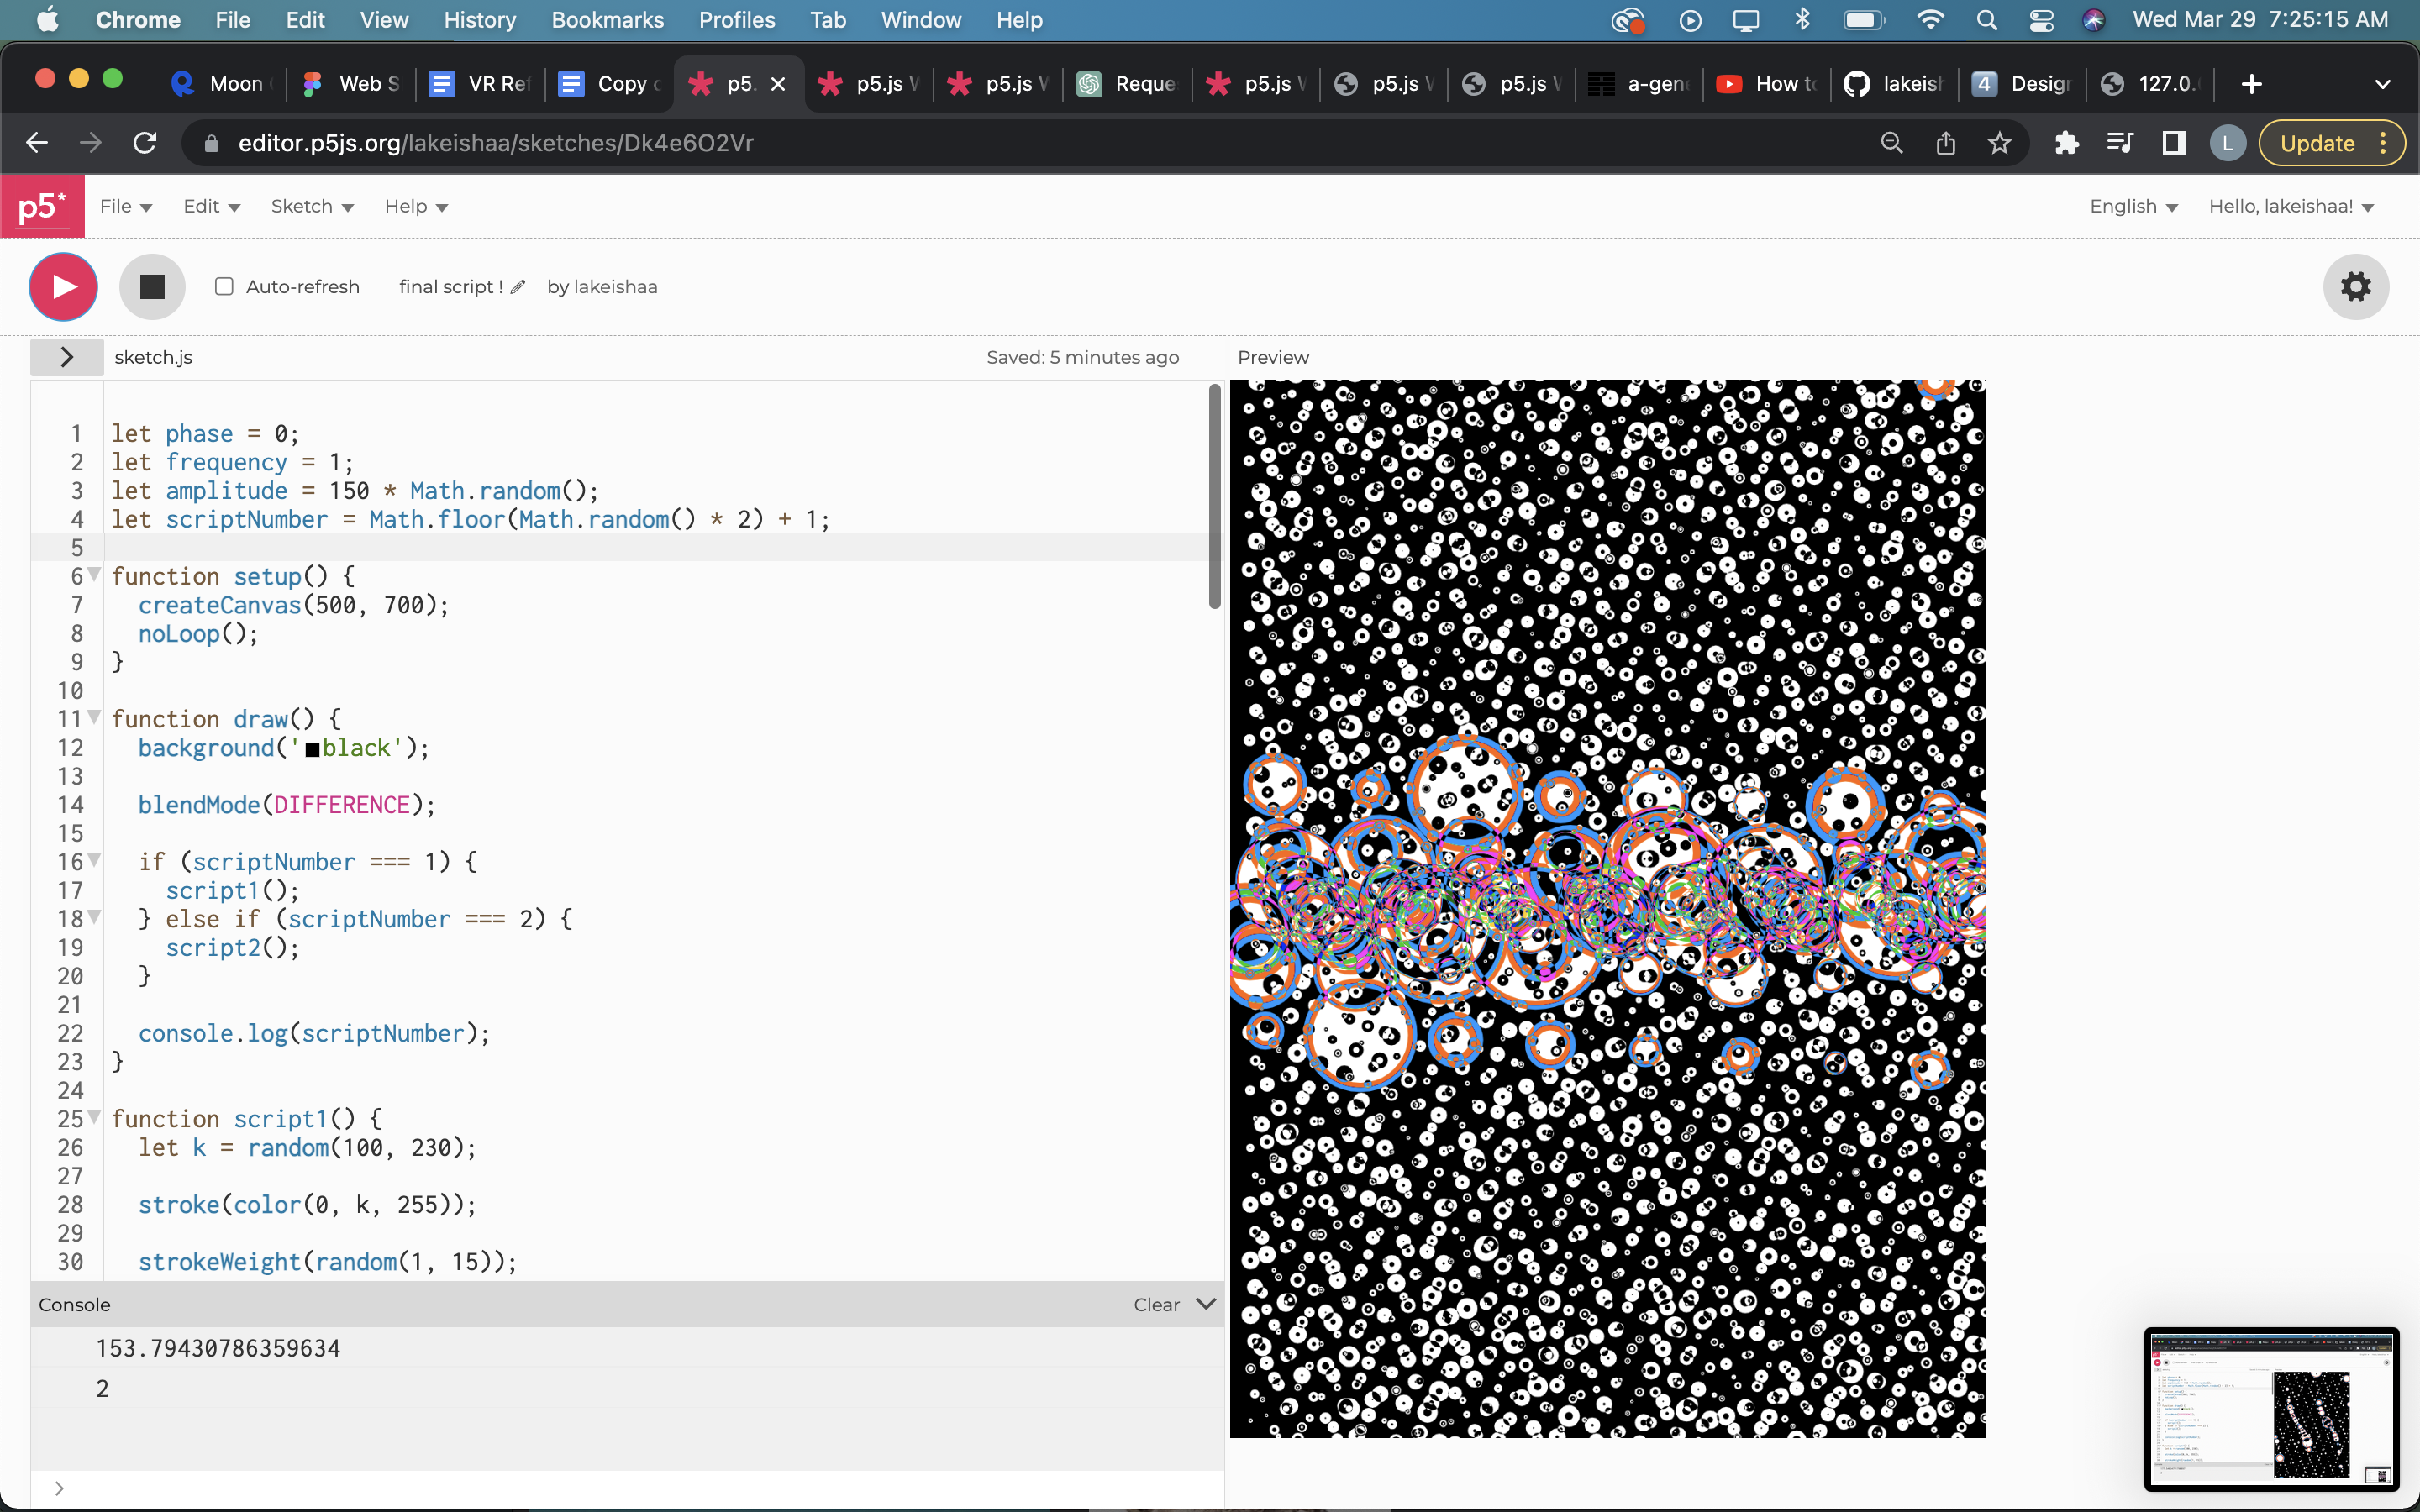 Chrome File Edit View History Bookmarks Profiles Tab Window Help Wed Mar 29 7:25:15 AM
Moon Web S VR Ref Copy p5. p5.js p5.js Reque p5.js p5.js p5.js a-gene How to lakeish 4 Design 127.0.
editor.p5js.org/lakeishaa/sketches/Dk4e6O2Vr L Update
p5* File Edit Sketch Help English Hello, lakeishaa!
Auto-refresh final script ! by lakeishaa
sketch.js Saved: 5 minutes ago Preview
1 let phase = 0;
2 let frequency = 1;
3 let amplitude = 150 * Math.random();
4 let scriptNumber = Math.floor(Math.random() * 2) + 1;
5
6 function setup() {
7 createCanvas(500, 700);
8 noLoop();
9 }
10
11 function draw() {
12 background('black');
13
14 blendMode(DIFFERENCE);
15
16 if (scriptNumber === 1) {
17 script1();
18 } else if (scriptNumber === 2) {
19 script2();
20 }
21
22 console.log(scriptNumber);
23 }
24
25 function script1() {
26 let k = random(100, 230);
27
28 stroke(color(0, k, 255));
29
30 strokeWeight(random(1, 15));
Console Clear
153.79430786359634
2